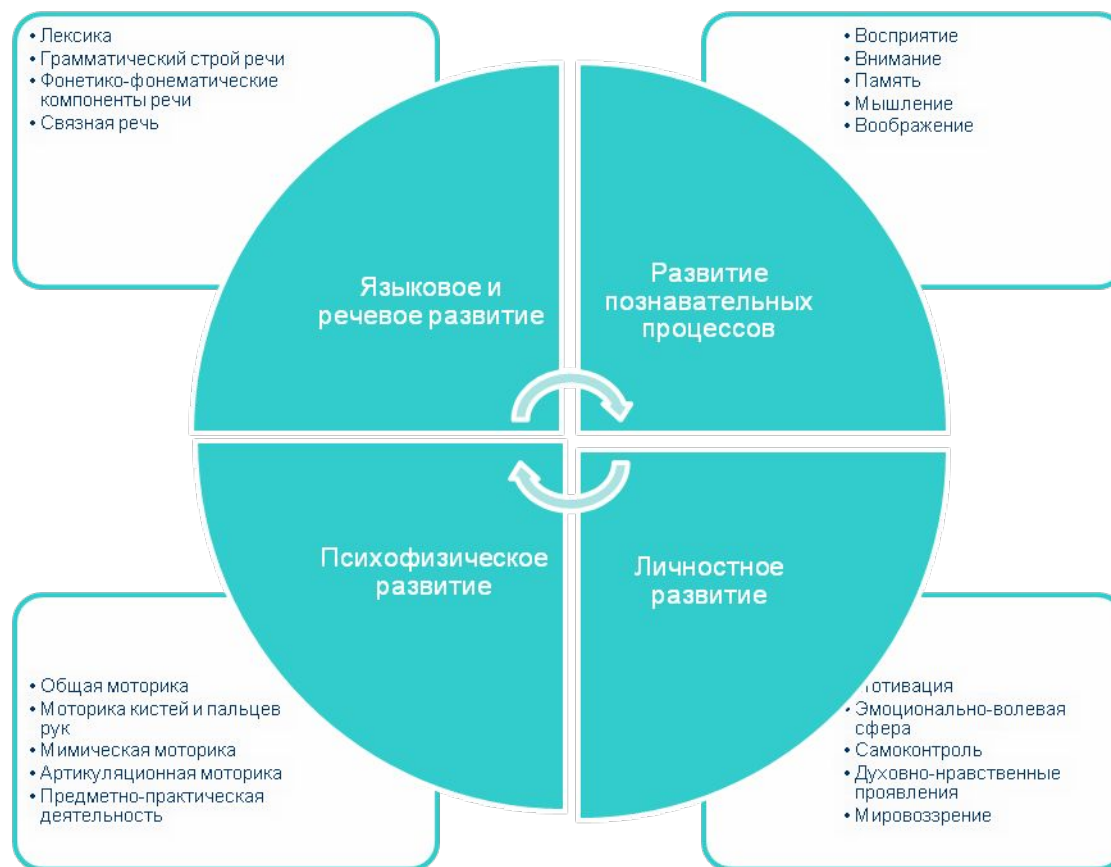 • Лексика
• Грамматический строй речи
• Фонетико-фонематические
компоненты речи
• Связная речь
• Восприятие
• Внимание
• Память
• Мышление
• Воображение
Языковое и
речевое развитие
Развитие
познавательных
процессов
Психофизическое
развитие
Личностное
развитие
• Общая моторика
• Моторика кистей и пальцев
рук
• Мимическая моторика
• Артикуляционная моторика
• Предметно-практическая
деятельность
Мотивация
• Эмоционально-волевая
сфера
• Самоконтроль
• Духовно-нравственные
проявления
• Мировоззрение